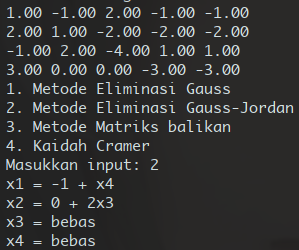 1.00 -1.00 2.00 -1.00 -1.00
2.00 1.00 -2.00 -2.00 -2.00
-1.00 2.00 -4.00 1.00 1.00
3.00 0.00 0.00 -3.00 -3.00
1. Metode Eliminasi Gauss
2. Metode Eliminasi Gauss-Jordan
3. Metode Matriks balikan
4. Kaidah Cramer
Masukkan input: 2
x1 = -1 + x4
x2 = 0 + 2x3
x3 = bebas
x4 = bebas